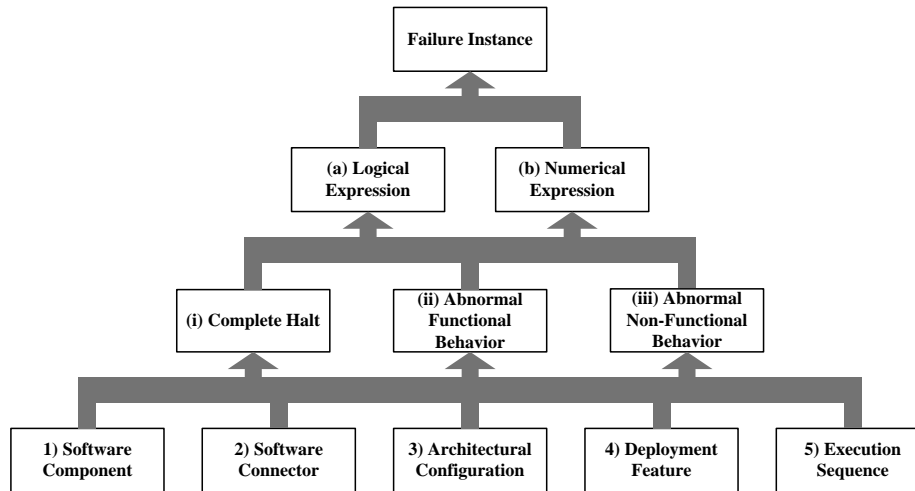 Failure Instance
(a) Logical
Expression
(b) Numerical
Expression
(i) Complete Halt
(ii) Abnormal
Functional
Behavior
(iii) Abnormal
Non-Functional
Behavior
1) Software
Component
2) Software
Connector
3) Architectural
Configuration
4) Deployment
Feature
5) Execution
Sequence